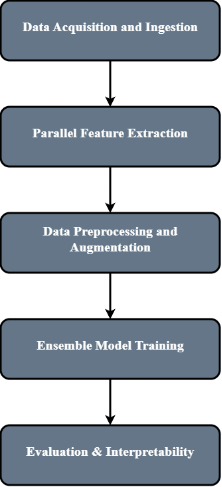 Data Acquisition and Ingestion
Parallel Feature Extraction
Data Preprocessing and
Augmentation
Ensemble Model Training
Evaluation & Interpretability